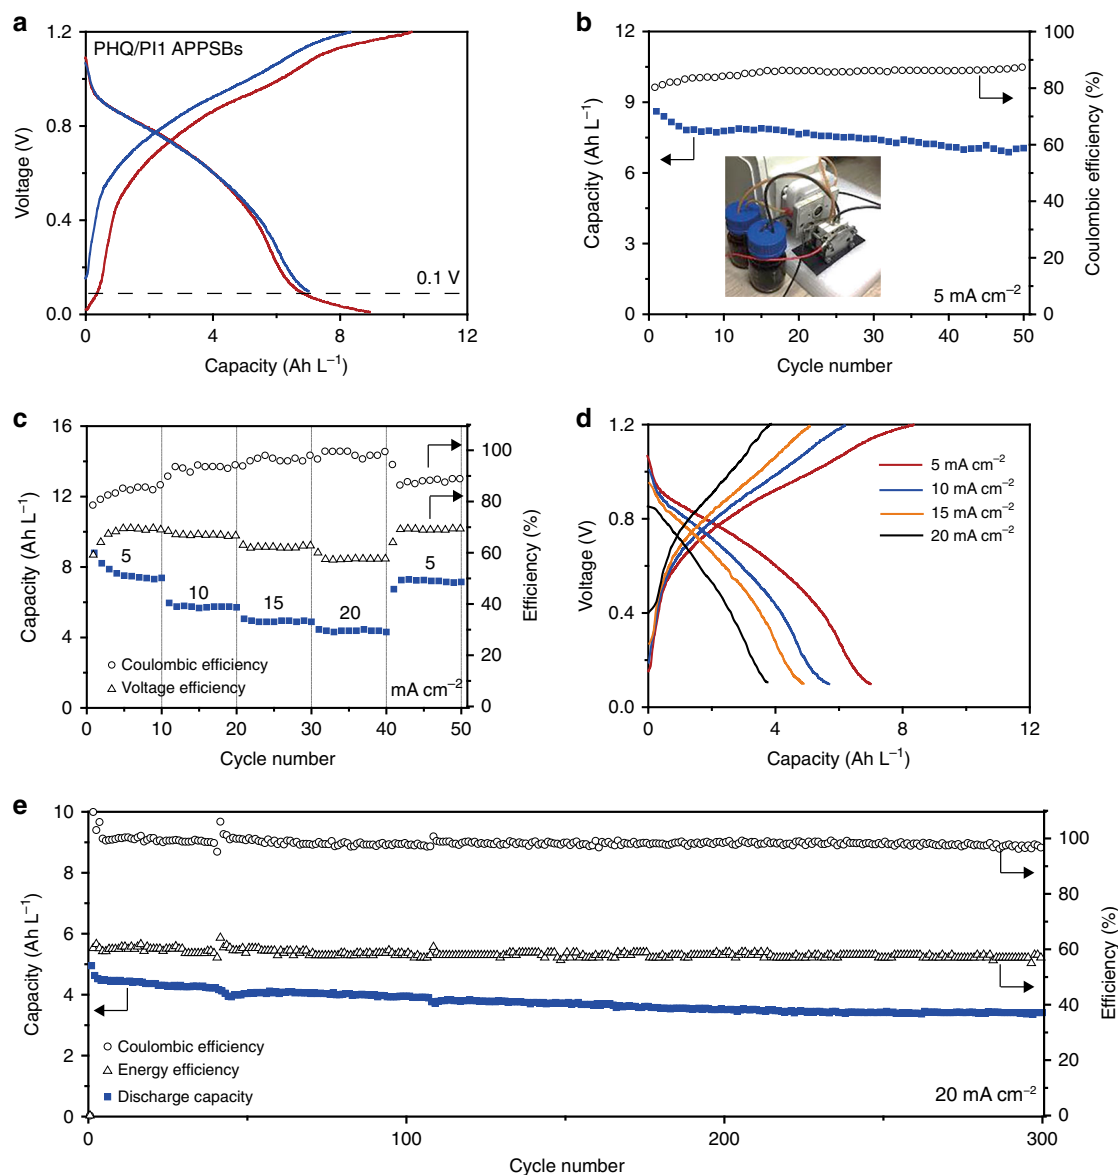 a
PHQ/PI1 APPSBs
Voltage (V)
1.2
0.8
0.4
0.0
0.1 V
0 4 8 12
Capacity (Ah L⁻¹)
b
Capacity (Ah L⁻¹)
12
9
6
3
0
100
80
60
40
20
0
Coulombic efficiency (%)
5 mA cm⁻²
0 10 20 30 40 50
Cycle number
c
Capacity (Ah L⁻¹)
16
14
12
10
8
6
4
2
0
100
80
60
40
30
20
10
0
Efficiency (%)
5
10
15
20
5
Coulombic efficiency
Voltage efficiency
mA cm⁻²
0 10 20 30 40 50
Cycle number
d
Voltage (V)
1.2
0.8
0.4
0.0
5 mA cm⁻²
10 mA cm⁻²
15 mA cm⁻²
20 mA cm⁻²
0 4 8 12
Capacity (Ah L⁻¹)
e
Capacity (Ah L⁻¹)
10
8
6
4
2
0
100
80
60
40
20
0
Efficiency (%)
Coulombic efficiency
Energy efficiency
Discharge capacity
20 mA cm⁻²
0 100 200 300
Cycle number